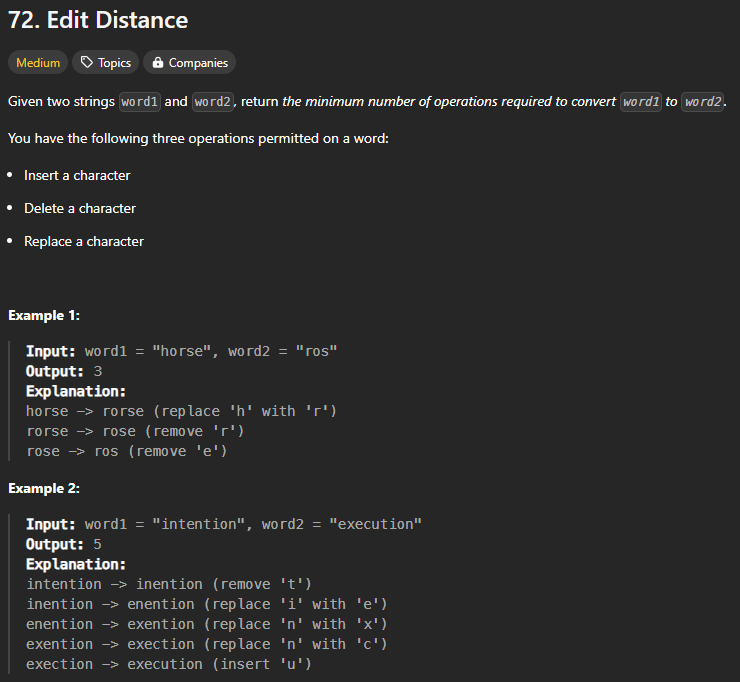 72. Edit Distance
Medium Topics Companies
Given two strings word1 and word2, return the minimum number of operations required to convert word1 to word2.
You have the following three operations permitted on a word:
• Insert a character
• Delete a character
• Replace a character
Example 1:
Input: word1 = "horse", word2 = "ros"
Output: 3
Explanation:
horse -> rorse (replace 'h' with 'r')
rorse -> rose (remove 'r')
rose -> ros (remove 'e')
Example 2:
Input: word1 = "intention", word2 = "execution"
Output: 5
Explanation:
intention -> inention (remove 't')
inention -> enention (replace 'i' with 'e')
enention -> exention (replace 'n' with 'x')
exention -> exection (replace 'n' with 'c')
exection -> execution (insert 'u')